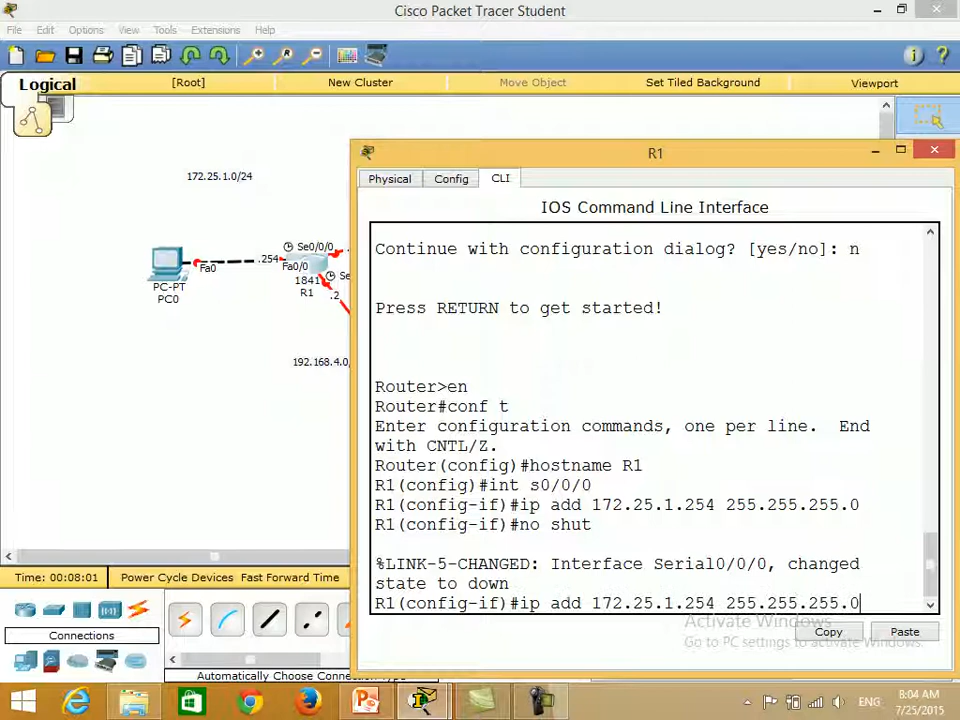 Cisco Packet Tracer Student
File Edit Options View Tools Extensions Help
Logical
[Root] New Cluster Move Object Set Tiled Background Viewport
172.25.1.0/24
Se0/0/0
Fa0 .254 Fa0/0 Se
1841
R1
.2
PC-PT
PC0
192.168.4.0/
R1
Physical Config CLI
IOS Command Line Interface
Continue with configuration dialog? [yes/no]: n
Press RETURN to get started!
Router>en
Router#conf t
Enter configuration commands, one per line.  End
with CNTL/Z.
Router(config)#hostname R1
R1(config)#int s0/0/0
R1(config-if)#ip add 172.25.1.254 255.255.255.0
R1(config-if)#no shut
%LINK-5-CHANGED: Interface Serial0/0/0, changed
state to down
R1(config-if)#ip add 172.25.1.254 255.255.255.0
Copy Paste
Activate Windows
Go to PC settings to activate Windows.
Time: 00:08:01 Power Cycle Devices Fast Forward Time
Connections
Automatically Choose Connection
ENG
8:04 AM
7/25/2015